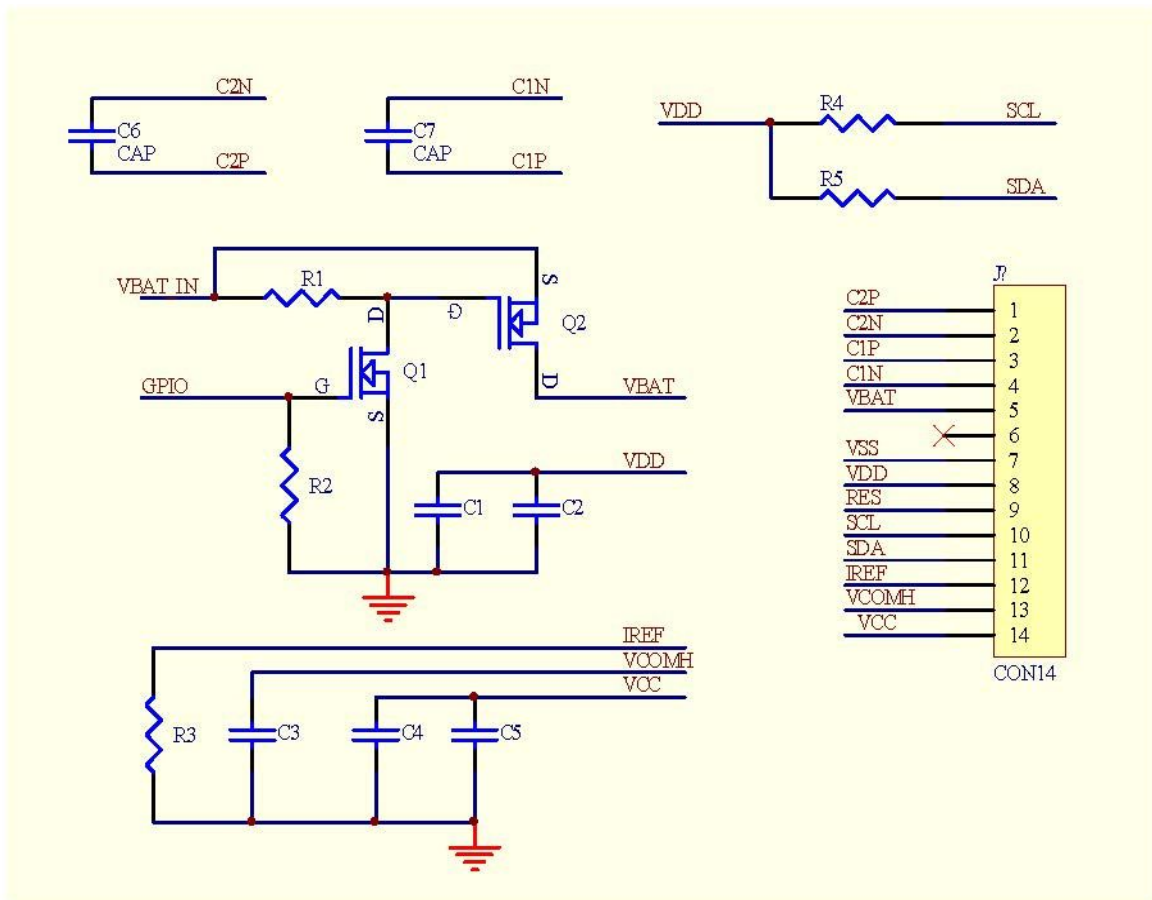 C2N
C6
CAP
C2P
C1N
C7
CAP
C1P
VDD
R4
SCL
R5
SDA
VBAT IN
R1
S
D
G
Q2
Q1
GPIO
G
S
D
VBAT
R2
VDD
C1
C2
IREF
VCOMH
VCC
R3
C3
C4
C5
J?
C2P
1
C2N
2
C1P
3
C1N
4
VBAT
5
6
VSS
7
VDD
8
RES
9
SCL
10
SDA
11
IREF
12
VCOMH
13
VCC
14
CON14